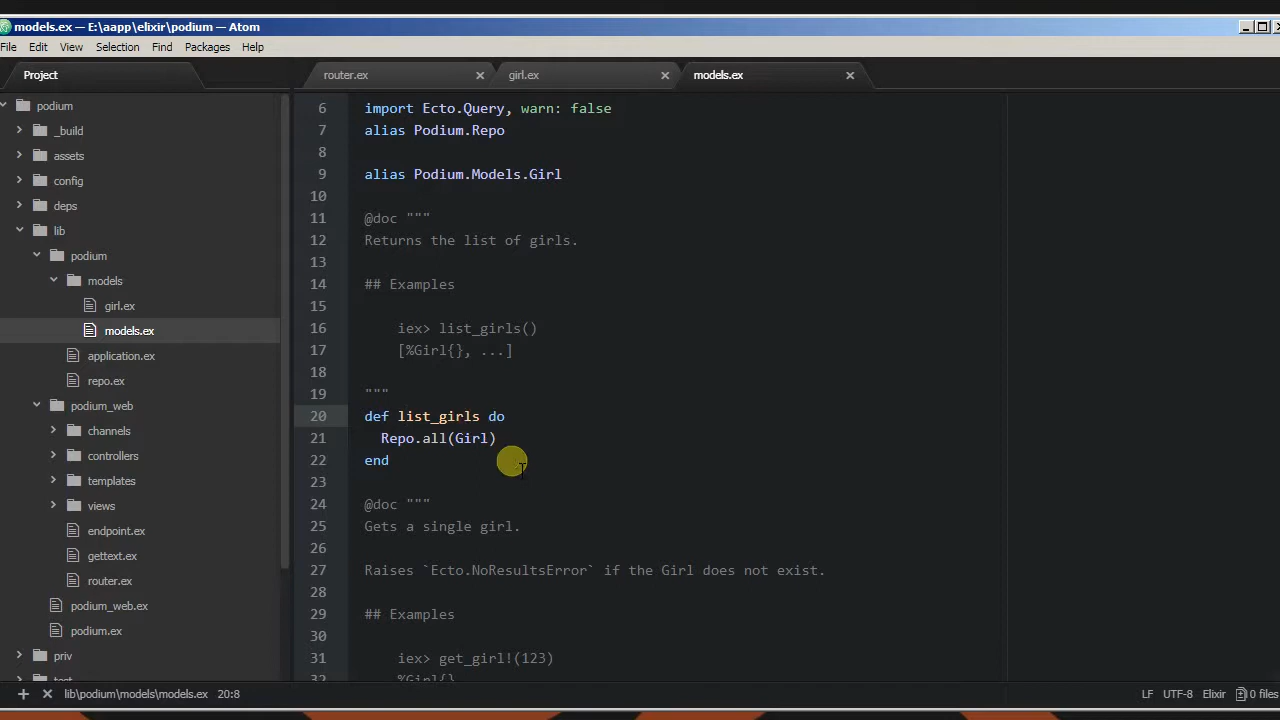 models.ex — E:\aapp\elixir\podium — Atom
File Edit View Selection Find Packages Help
Project
podium
_build
assets
config
deps
lib
podium
models
girl.ex
models.ex
application.ex
repo.ex
podium_web
channels
controllers
templates
views
endpoint.ex
gettext.ex
router.ex
podium_web.ex
podium.ex
priv
router.ex girl.ex models.ex
6 import Ecto.Query, warn: false
7 alias Podium.Repo
8
9 alias Podium.Models.Girl
10
11 @doc """
12 Returns the list of girls.
13
14 ## Examples
15
16 iex> list_girls()
17 [%Girl{}, ...]
18
19 """
20 def list_girls do
21 Repo.all(Girl)
22 end
23
24 @doc """
25 Gets a single girl.
26
27 Raises `Ecto.NoResultsError` if the Girl does not exist.
28
29 ## Examples
30
31 iex> get_girl!(123)
32 %Girl{}
lib\podium\models\models.ex 20:8
LF UTF-8 Elixir 0 files